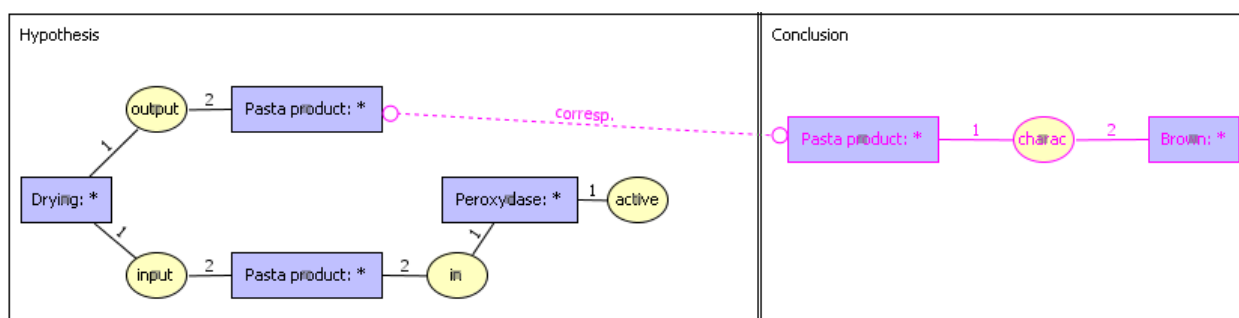 Hypothesis
Conclusion
output
2
Pasta product: *
corresp.
Pasta product: *
1
charac
2
Brown: *
1
Drying: *
Peroxydase: *
1
active
1
1
input
2
Pasta product: *
2
in